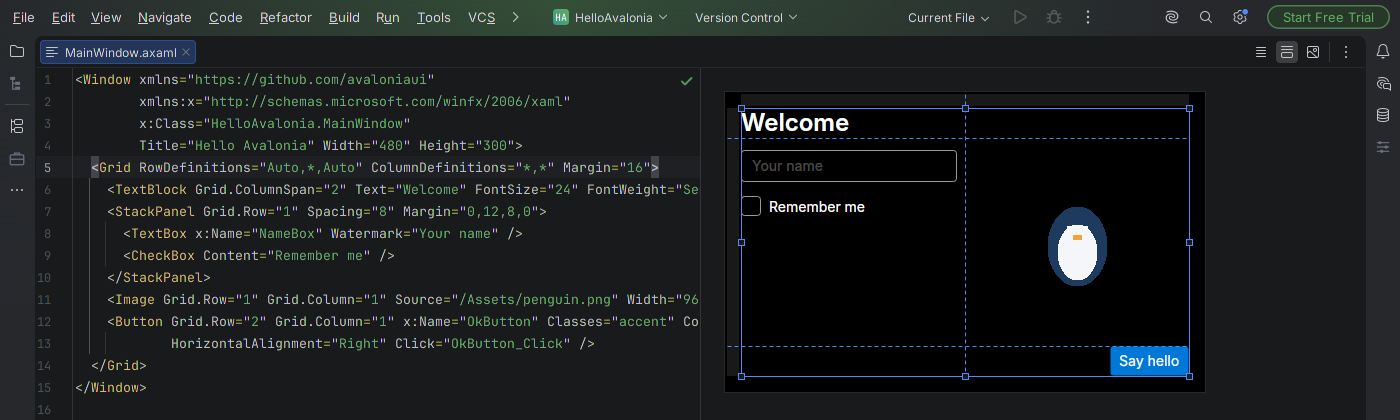 File Edit View Navigate Code Refactor Build Run Tools VCS HA HelloAvalonia Version Control Current File Start Free Trial
MainWindow.axaml
1 <Window xmlns="https://github.com/avaloniaui"
2 xmlns:x="http://schemas.microsoft.com/winfx/2006/xaml"
3 x:Class="HelloAvalonia.MainWindow"
4 Title="Hello Avalonia" Width="480" Height="300">
5 <Grid RowDefinitions="Auto,*,Auto" ColumnDefinitions="*,*" Margin="16">
6 <TextBlock Grid.ColumnSpan="2" Text="Welcome" FontSize="24" FontWeight="Se
7 <StackPanel Grid.Row="1" Spacing="8" Margin="0,12,8,0">
8 <TextBox x:Name="NameBox" Watermark="Your name" />
9 <CheckBox Content="Remember me" />
10 </StackPanel>
11 <Image Grid.Row="1" Grid.Column="1" Source="/Assets/penguin.png" Width="96
12 <Button Grid.Row="2" Grid.Column="1" x:Name="OkButton" Classes="accent" Co
13 HorizontalAlignment="Right" Click="OkButton_Click" />
14 </Grid>
15 </Window>
16
Welcome
Your name
Remember me
Say hello